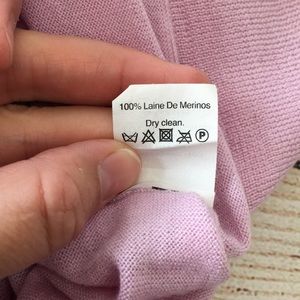 100% Laine De Merinos
Dry clean.
P